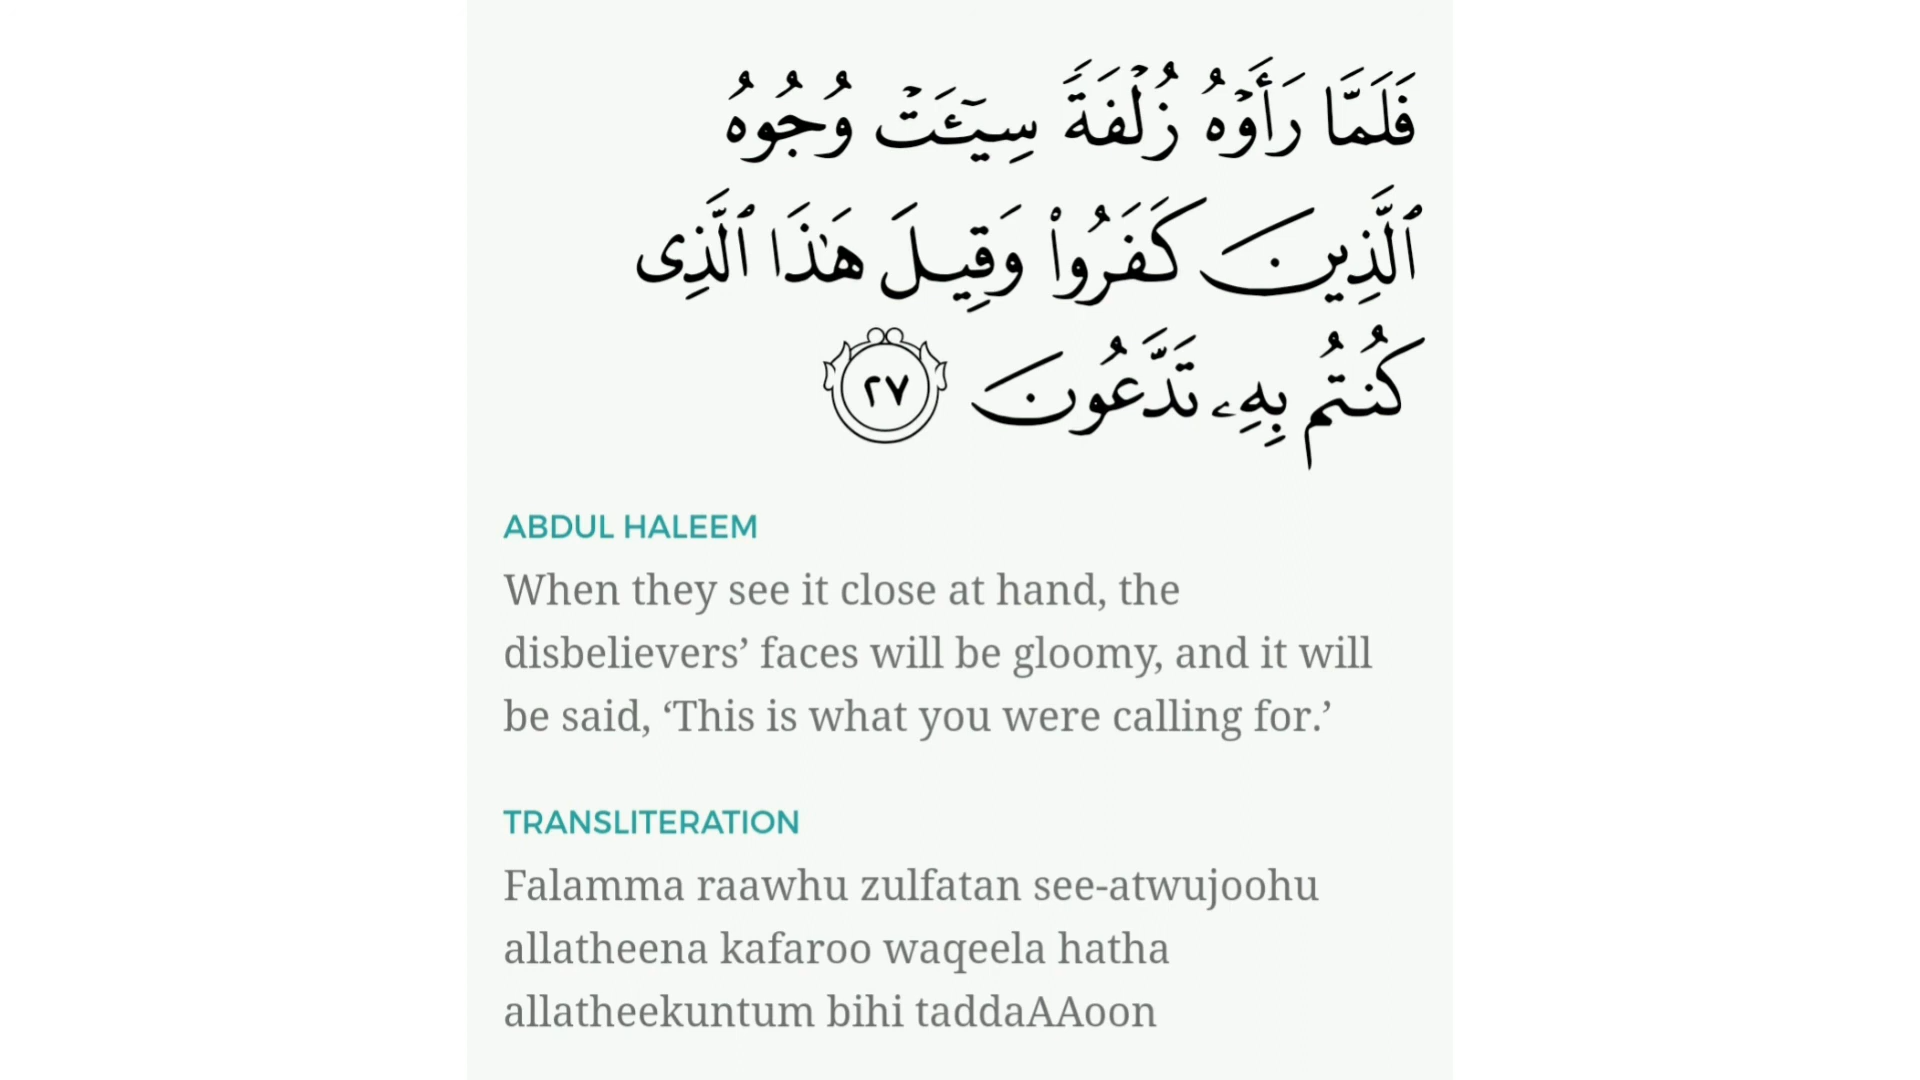 فَلَمَّا رَأَوْهُ زُلْفَةً سِيٓـَٔتْ وُجُوهُ
ٱلَّذِينَ كَفَرُوا۟ وَقِيلَ هَٰذَا ٱلَّذِى
كُنتُم بِهِۦ تَدَّعُونَ ٢٧
ABDUL HALEEM
When they see it close at hand, the
disbelievers’ faces will be gloomy, and it will
be said, ‘This is what you were calling for.’
TRANSLITERATION
Falamma raawhu zulfatan see-atwujoohu
allatheena kafaroo waqeela hatha
allatheekuntum bihi taddaAAoon